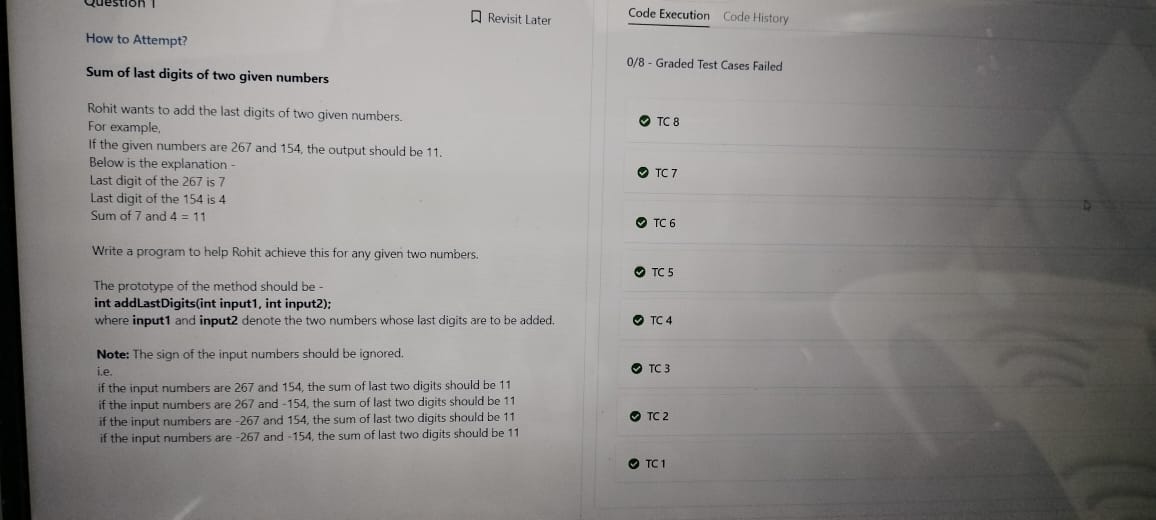 Question 1
Revisit Later
How to Attempt?
Sum of last digits of two given numbers
Rohit wants to add the last digits of two given numbers.
For example,
If the given numbers are 267 and 154, the output should be 11.
Below is the explanation -
Last digit of the 267 is 7
Last digit of the 154 is 4
Sum of 7 and 4 = 11
Write a program to help Rohit achieve this for any given two numbers.
The prototype of the method should be -
int addLastDigits(int input1, int input2);
where input1 and input2 denote the two numbers whose last digits are to be added.
Note: The sign of the input numbers should be ignored.
i.e.
if the input numbers are 267 and 154, the sum of last two digits should be 11
if the input numbers are 267 and -154, the sum of last two digits should be 11
if the input numbers are -267 and 154, the sum of last two digits should be 11
if the input numbers are -267 and -154, the sum of last two digits should be 11
Code Execution Code History
0/8 - Graded Test Cases Failed
TC 8
TC 7
TC 6
TC 5
TC 4
TC 3
TC 2
TC 1